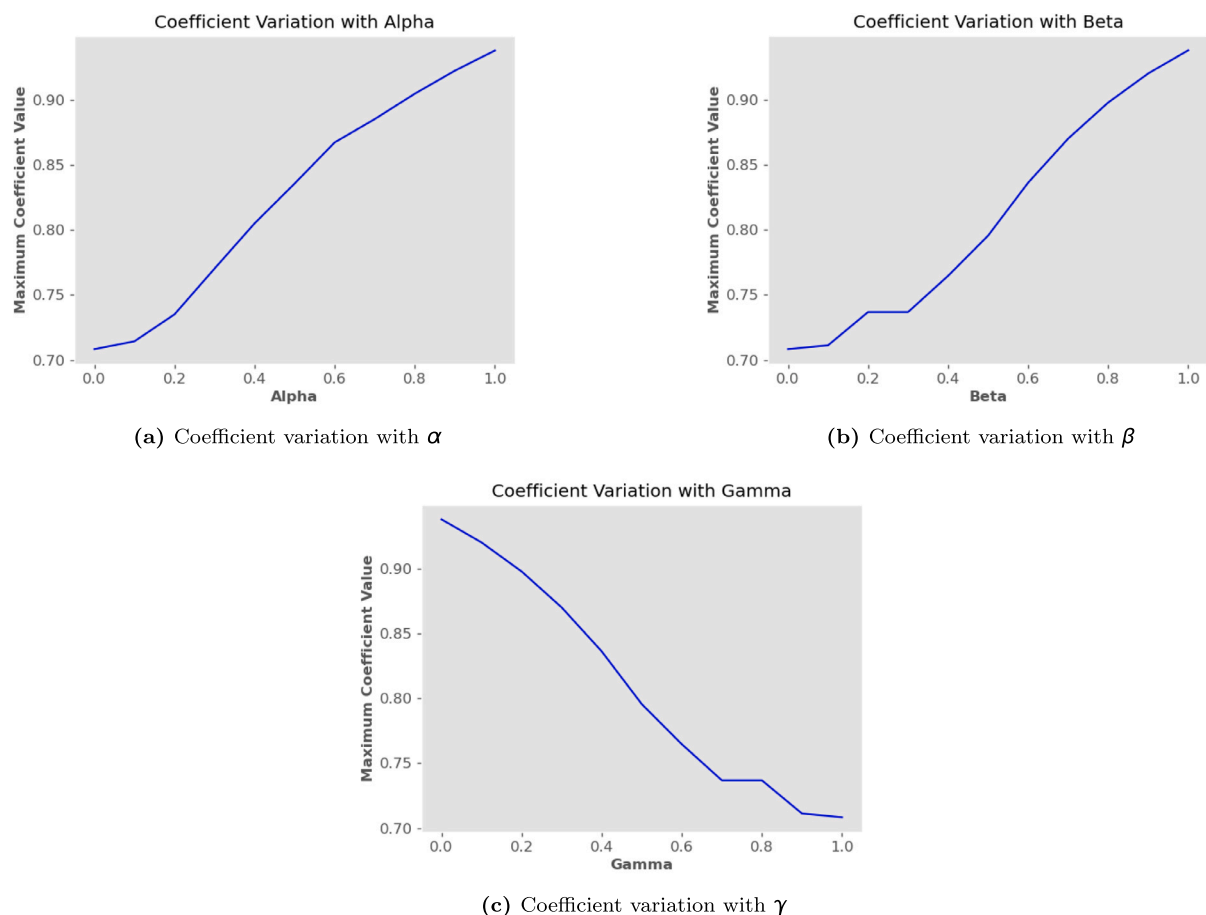 Coefficient Variation with Alpha
Maximum Coefficient Value
0.90
0.85
0.80
0.75
0.70
0.0 0.2 0.4 0.6 0.8 1.0
Alpha
(a) Coefficient variation with α
Coefficient Variation with Beta
Maximum Coefficient Value
0.90
0.85
0.80
0.75
0.70
0.0 0.2 0.4 0.6 0.8 1.0
Beta
(b) Coefficient variation with β
Coefficient Variation with Gamma
Maximum Coefficient Value
0.90
0.85
0.80
0.75
0.70
0.0 0.2 0.4 0.6 0.8 1.0
Gamma
(c) Coefficient variation with γ